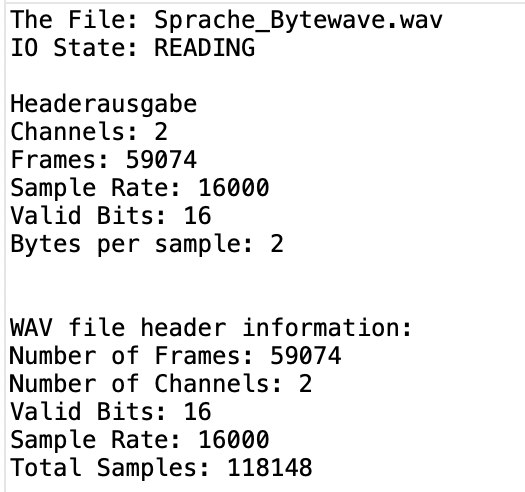 The File: Sprache_Bytewave.wav
IO State: READING
Headerausgabe
Channels: 2
Frames: 59074
Sample Rate: 16000
Valid Bits: 16
Bytes per sample: 2
WAV file header information:
Number of Frames: 59074
Number of Channels: 2
Valid Bits: 16
Sample Rate: 16000
Total Samples: 118148